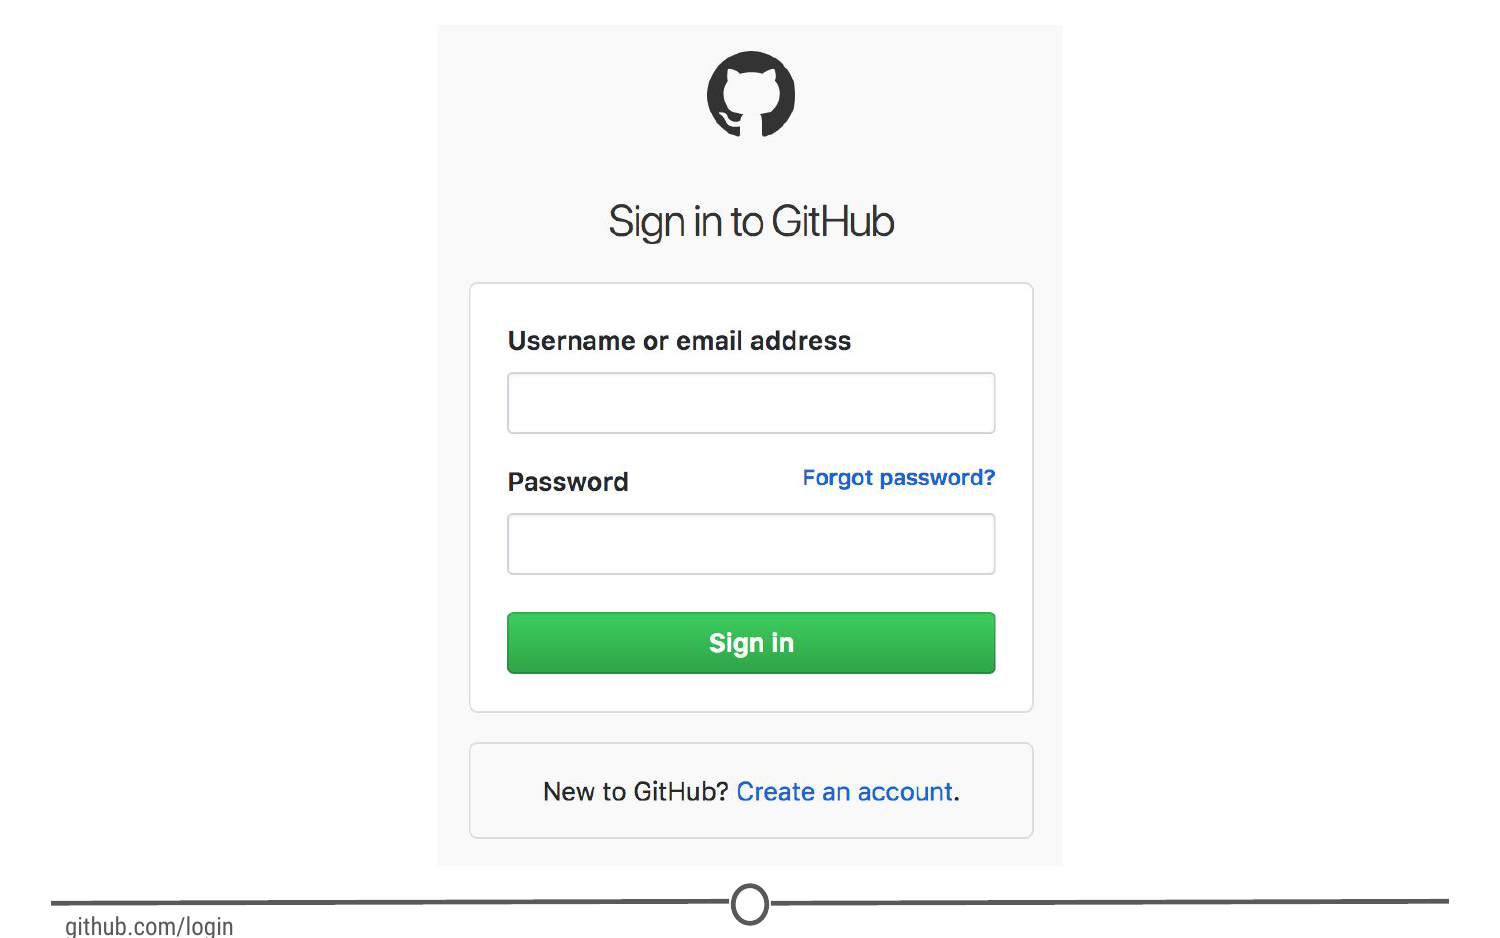 Sign in to GitHub
Username or email address
Password
Forgot password?
Sign in
New to GitHub? Create an account.
github.com/login